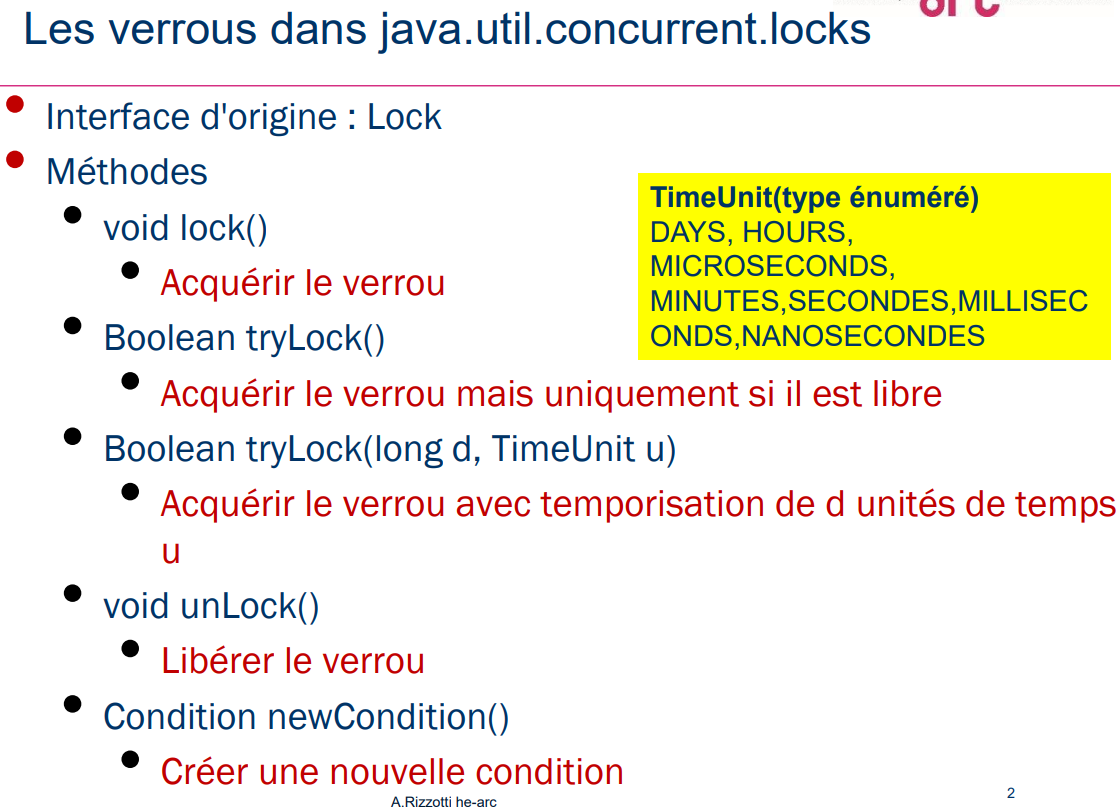 Les verrous dans java.util.concurrent.locks
Interface d'origine : Lock
Méthodes
void lock()
Acquérir le verrou
Boolean tryLock()
Acquérir le verrou mais uniquement si il est libre
Boolean tryLock(long d, TimeUnit u)
Acquérir le verrou avec temporisation de d unités de temps
u
void unLock()
Libérer le verrou
Condition newCondition()
Créer une nouvelle condition
TimeUnit(type énuméré)
DAYS, HOURS,
MICROSECONDS,
MINUTES,SECONDES,MILLISEC
ONDS,NANOSECONDES
A.Rizzotti he-arc
2